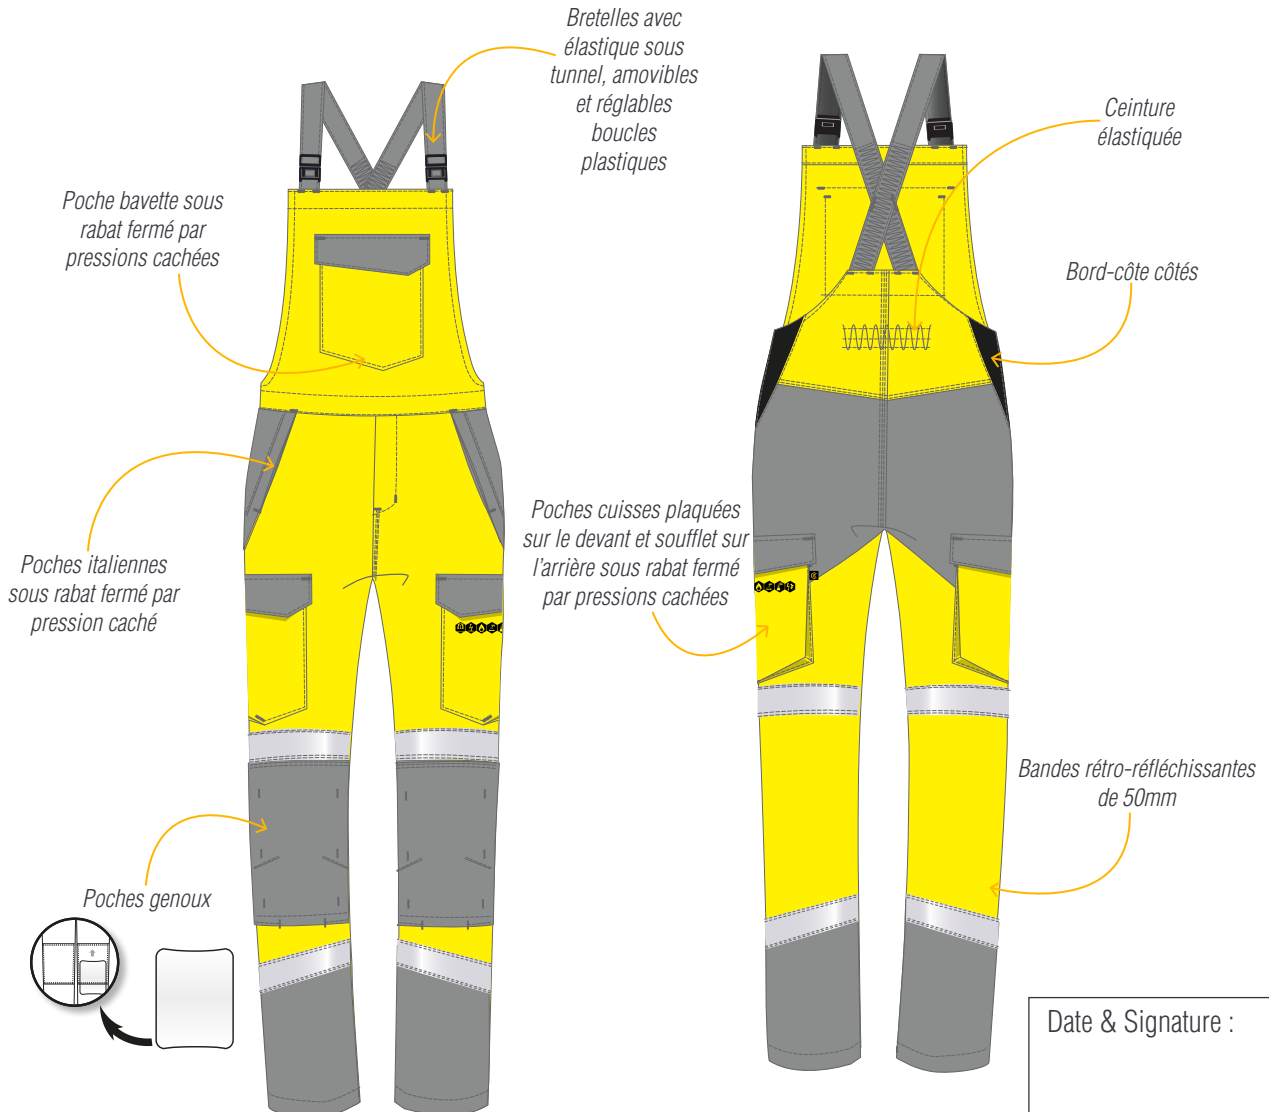 Bretelles avec
élastique sous
tunnel, amovibles
et réglables
boucles
plastiques
Ceinture
élastiquée
Poche bavette sous
rabat fermé par
pressions cachées
Bord-côte côtés
Poches italiennes
sous rabat fermé par
pression caché
Poches cuisses plaquées
sur le devant et soufflet sur
l'arrière sous rabat fermé
par pressions cachées
Bandes rétro-réfléchissantes
de 50mm
Poches genoux
Date & Signature :